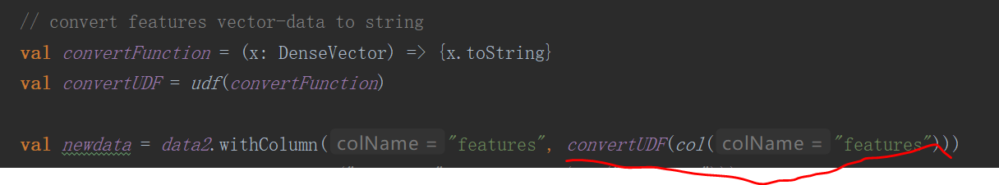 // convert features vector-data to string
val convertFunction = (x: DenseVector) => {x.toString}
val convertUDF = udf(convertFunction)
val newdata = data2.withColumn( colName = "features", convertUDF(col( colName = "features")))